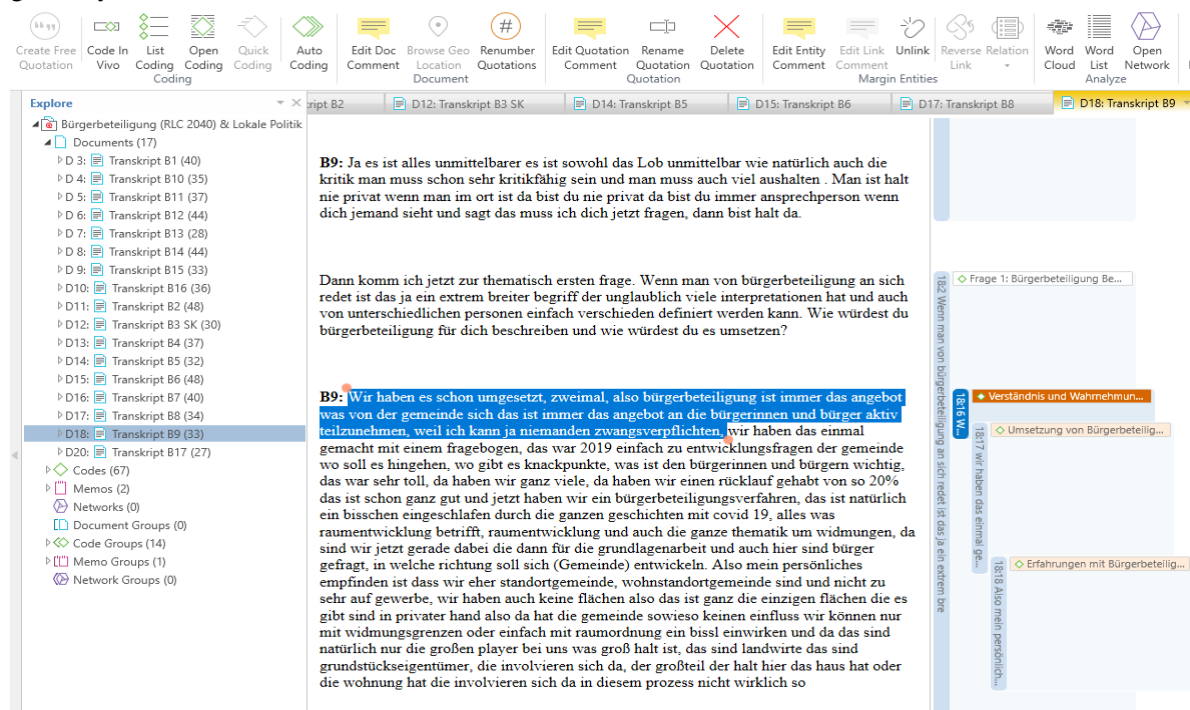 Create Free Quotation
Code In Vivo
List Coding
Open Coding
Quick Coding
Coding
Auto Coding
Edit Doc Comment
Browse Geo Location
Renumber Quotations
Document
Edit Quotation Comment
Rename Quotation
Delete Quotation
Quotation
Edit Entity Comment
Edit Link Comment
Unlink
Reverse Link
Relation
Margin Entities
Word Cloud
Word List
Open Network
Analyze
Explore
ript B2
D12: Transkript B3 SK
D14: Transkript B5
D15: Transkript B6
D17: Transkript B8
D18: Transkript B9
Bürgerbeteiligung (RLC 2040) & Lokale Politik
Documents (17)
D 3: Transkript B1 (40)
D 4: Transkript B10 (35)
D 5: Transkript B11 (37)
D 6: Transkript B12 (44)
D 7: Transkript B13 (28)
D 8: Transkript B14 (44)
D 9: Transkript B15 (33)
D10: Transkript B16 (36)
D11: Transkript B2 (48)
D12: Transkript B3 SK (30)
D13: Transkript B4 (37)
D14: Transkript B5 (32)
D15: Transkript B6 (48)
D16: Transkript B7 (40)
D17: Transkript B8 (34)
D18: Transkript B9 (33)
D20: Transkript B17 (27)
Codes (67)
Memos (2)
Networks (0)
Document Groups (0)
Code Groups (14)
Memo Groups (1)
Network Groups (0)
B9: Ja es ist alles unmittelbarer es ist sowohl das Lob unmittelbar wie natürlich auch die
kritik man muss schon sehr kritikfähig sein und man muss auch viel aushalten . Man ist halt
nie privat wenn man im ort ist da bist du nie privat da bist du immer ansprechperson wenn
dich jemand sieht und sagt das muss ich dich jetzt fragen, dann bist halt da.
Dann komm ich jetzt zur thematisch ersten frage. Wenn man von bürgerbeteiligung an sich
redet ist das ja ein extrem breiter begriff der unglaublich viele interpretationen hat und auch
von unterschiedlichen personen einfach verschieden definiert werden kann. Wie würdest du
bürgerbeteiligung für dich beschreiben und wie würdest du es umsetzen?
B9: Wir haben es schon umgesetzt, zweimal, also bürgerbeteiligung ist immer das angebot
was von der gemeinde sich das ist immer das angebot an die bürgerinnen und bürger aktiv
teilzunehmen, weil ich kann ja niemanden zwangsverpflichten, wir haben das einmal
gemacht mit einem fragebogen, das war 2019 einfach zu entwicklungsfragen der gemeinde
wo soll es hingehen, wo gibt es knackpunkte, was ist den bürgerinnen und bürgern wichtig,
das war sehr toll, da haben wir ganz viele, da haben wir einen rücklauf gehabt von so 20%
das ist schon ganz gut und jetzt haben wir ein bürgerbeteiligungsverfahren, das ist natürlich
ein bisschen eingeschlafen durch die ganzen geschichten mit covid 19, alles was
raumentwicklung betrifft, raumentwicklung und auch die ganze thematik um widmungen, da
sind wir jetzt gerade dabei die dann für die grundlagenarbeit und auch hier sind bürger
gefragt, in welche richtung soll sich (Gemeinde) entwickeln. Also mein persönliches
empfinden ist dass wir eher standortgemeinde, wohnstandortgemeinde sind und nicht zu
sehr auf gewerbe, wir haben auch keine flächen also das ist ganz die einzigen flächen die es
gibt sind in privater hand also da hat die gemeinde sowieso keinen einfluss wir können nur
mit widmungsgrenzen oder einfach mit raumordnung ein bissl einwirken und da das sind
natürlich nur die großen player bei uns was groß halt ist, das sind landwirte das sind
grundstückseigentümer, die involvieren sich da, der großteil der halt hier das haus hat oder
die wohnung hat die involvieren sich da in diesem prozess nicht wirklich so
18:2 Wenn man von bürgerbeteiligung an sich redet ist das ja ein extrem bre
Frage 1: Bürgerbeteiligung Be...
18:16 W...
Verständnis und Wahrnehmun...
18:17 wir haben das einmal ge...
Umsetzung von Bürgerbeteilig...
18:18 Also mein persönlich...
Erfahrungen mit Bürgerbeteilig...